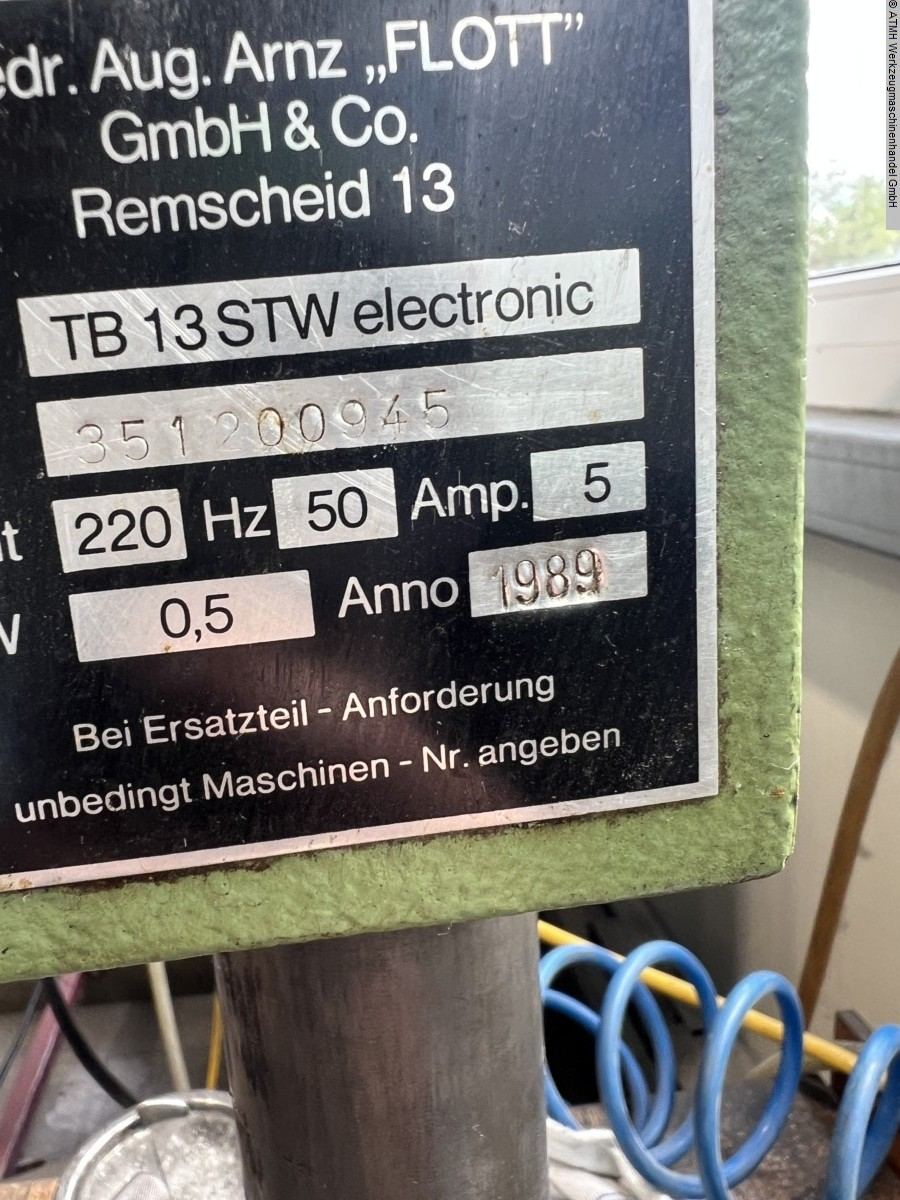 edr. Aug. Arnz „FLOTT”
GmbH & Co.
Remscheid 13
TB 13 STW electronic
351200945
lt 220 Hz 50 Amp. 5
W 0,5 Anno 1989
Bei Ersatzteil - Anforderung
unbedingt Maschinen - Nr. angeben
© ATMH Werkzeugmaschinenhandel GmbH